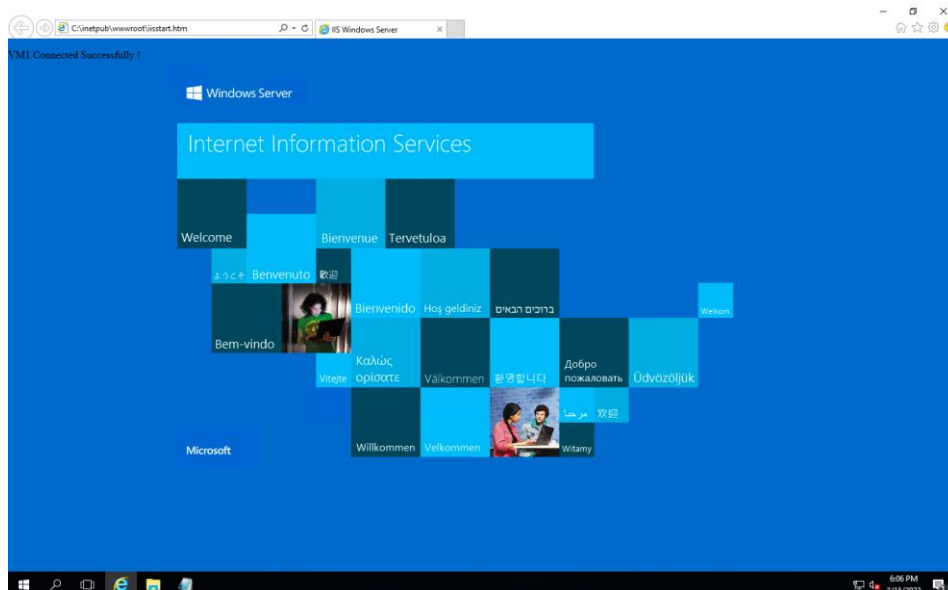 C:\inetpub\wwwroot\iisstart.htm
IIS Windows Server
VM1 Connected Successfully !
Windows Server
Internet Information Services
Welcome
Bienvenue
Tervetuloa
ようこそ
Benvenuto
歡迎
Bienvenido
Hoş geldiniz
ברוכים הבאים
Welkom
Bem-vindo
Vítejte
Καλώς
ορίσατε
Välkommen
환영합니다
Добро
пожаловать
Üdvözöljük
مرحبا
欢迎
Microsoft
Willkommen
Velkommen
Witamy
6:06 PM